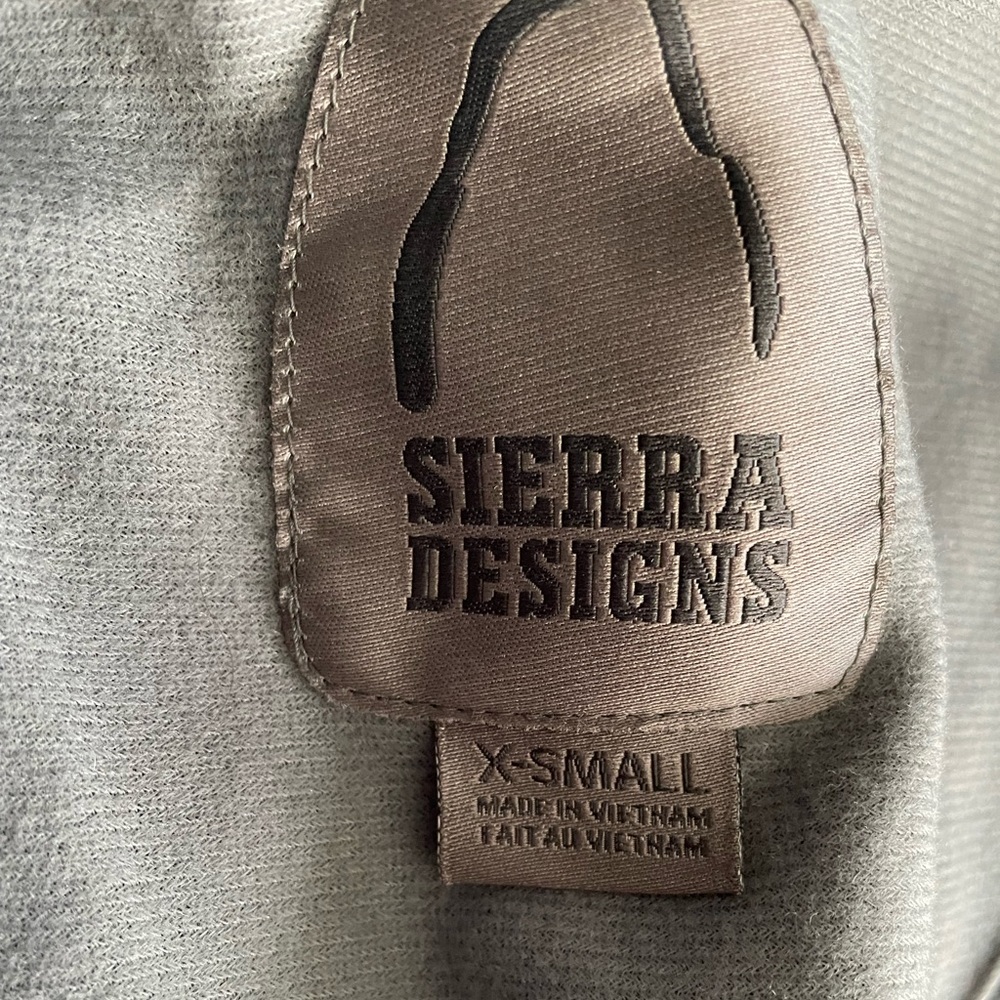 SIERRA
DESIGNS
X-SMALL
MADE IN VIETNAM
FAIT AU VIETNAM